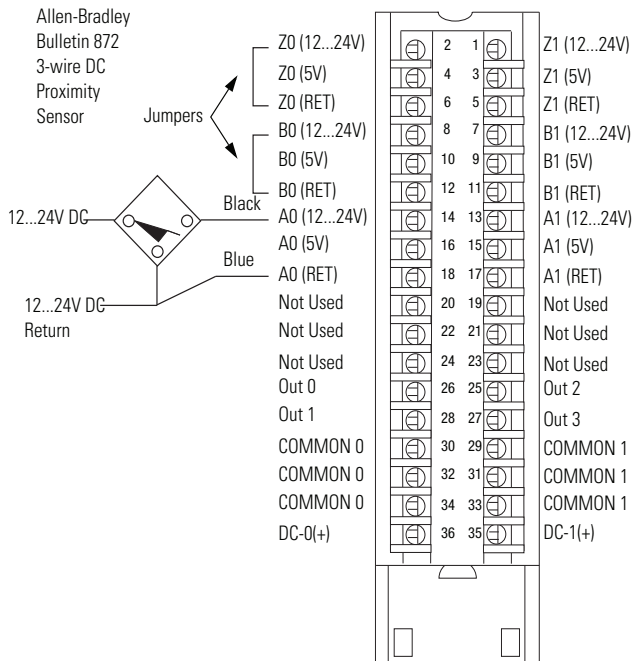 Allen-Bradley
Bulletin 872
3-wire DC
Proximity
Sensor
Jumpers
Z0 (12...24V) 2 1 Z1 (12...24V)
Z0 (5V) 4 3 Z1 (5V)
Z0 (RET) 6 5 Z1 (RET)
B0 (12...24V) 8 7 B1 (12...24V)
B0 (5V) 10 9 B1 (5V)
B0 (RET) 12 11 B1 (RET)
Black
12...24V DC
A0 (12...24V) 14 13 A1 (12...24V)
A0 (5V) 16 15 A1 (5V)
Blue
A0 (RET) 18 17 A1 (RET)
12...24V DC
Return
Not Used 20 19 Not Used
Not Used 22 21 Not Used
Not Used 24 23 Not Used
Out 0 26 25 Out 2
Out 1 28 27 Out 3
COMMON 0 30 29 COMMON 1
COMMON 0 32 31 COMMON 1
COMMON 0 34 33 COMMON 1
DC-0(+) 36 35 DC-1(+)